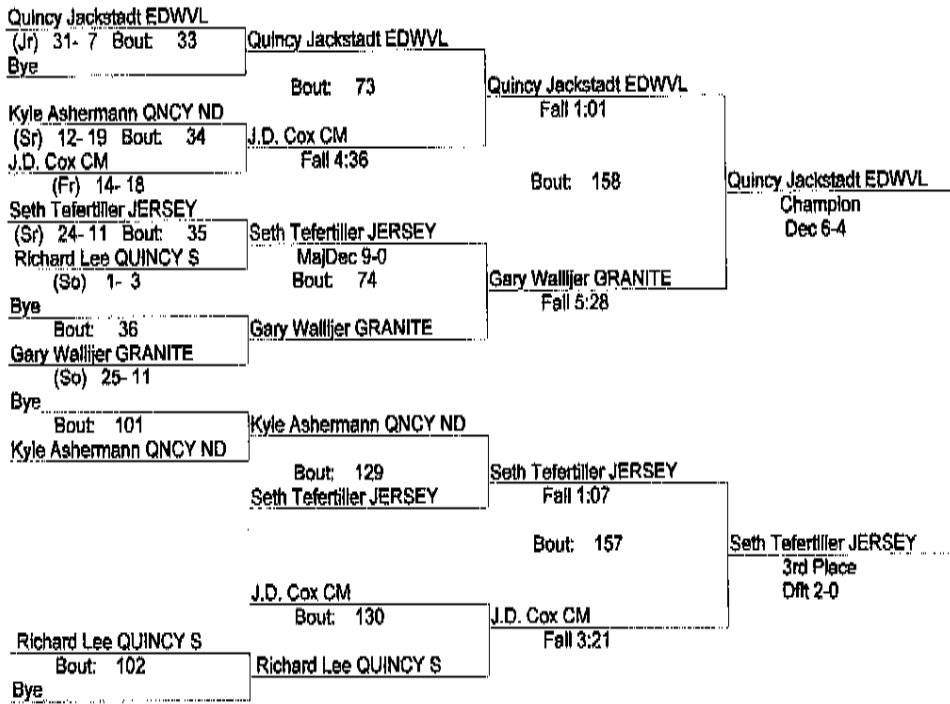 Quincy Jackstadt EDWVL
(Jr) 31- 7 Bout: 33
Bye
Quincy Jackstadt EDWVL
Bout: 73
Kyle Ashermann QNCY ND
(Sr) 12- 19 Bout: 34
J.D. Cox CM
(Fr) 14- 18
J.D. Cox CM
Fall 4:36
Quincy Jackstadt EDWVL
Fall 1:01
Bout: 158
Seth Tefertiller JERSEY
(Sr) 24- 11 Bout: 35
Richard Lee QUINCY S
(So) 1- 3
Seth Tefertiller JERSEY
MajDec 9-0
Bout: 74
Bye
Bout: 36
Gary Wallijer GRANITE
(So) 25- 11
Gary Wallijer GRANITE
Gary Wallijer GRANITE
Fall 5:28
Quincy Jackstadt EDWVL
Champion
Dec 6-4
Bye
Bout: 101
Kyle Ashermann QNCY ND
Kyle Ashermann QNCY ND
Bout: 129
Seth Tefertiller JERSEY
Seth Tefertiller JERSEY
Fall 1:07
Bout: 157
J.D. Cox CM
Bout: 130
Richard Lee QUINCY S
Bout: 102
Bye
Richard Lee QUINCY S
J.D. Cox CM
Fall 3:21
Seth Tefertiller JERSEY
3rd Place
Dflt 2-0